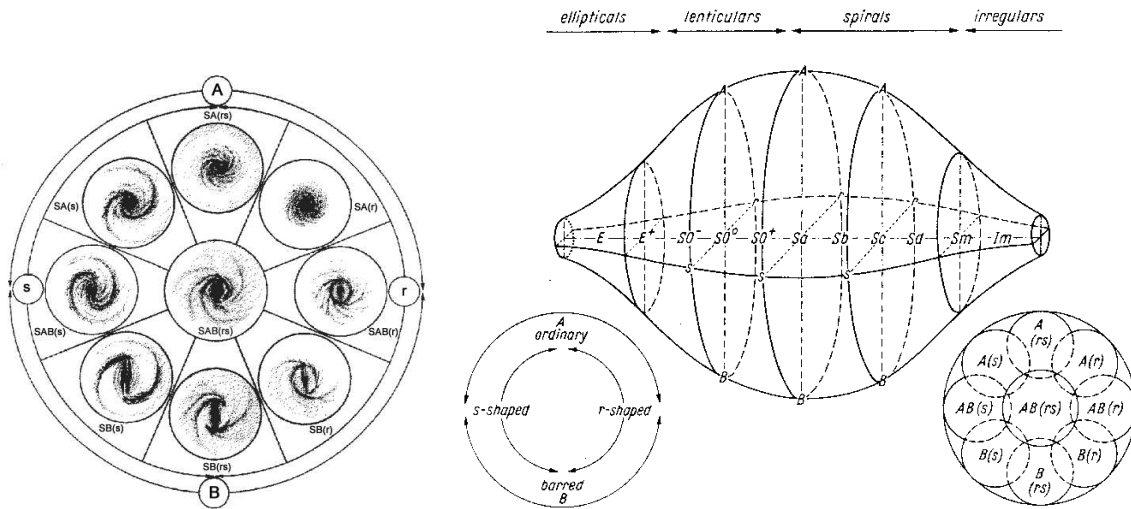 A
SA(rs)
SA(s)
SA(r)
s
r
SAB(s)
SAB(rs)
SAB(r)
SB(s)
SB(r)
SB(rs)
B
ellipticals lenticulars spirals irregulars
A
A
A
E E+ S0- S0° S0+ Sa Sb Sc Sd Sm Im
r
r
r
s
s
s
B
B
B
A
ordinary
s-shaped r-shaped
barred
B
A
(rs)
A(s) A(r)
AB(s) AB(rs) AB(r)
B(s) B(r)
B
(rs)